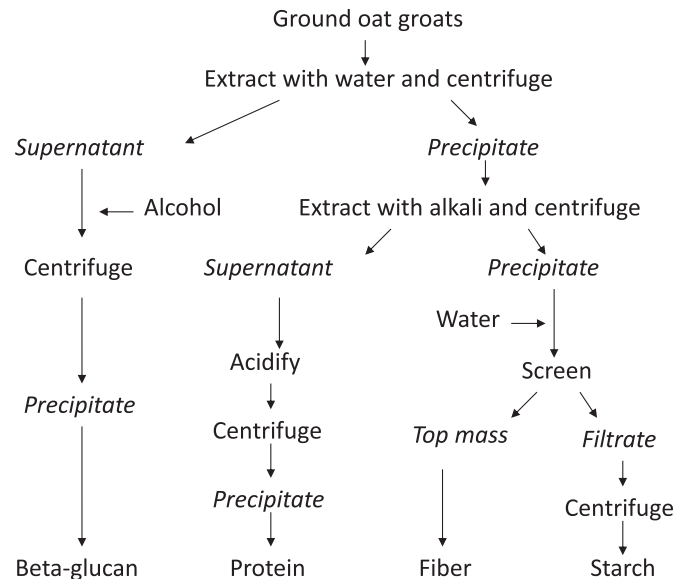 Ground oat groats
Extract with water and centrifuge
Supernatant
Precipitate
Alcohol
Extract with alkali and centrifuge
Centrifuge
Supernatant
Precipitate
Water
Acidify
Screen
Precipitate
Centrifuge
Top mass
Filtrate
Precipitate
Centrifuge
Beta-glucan
Protein
Fiber
Starch